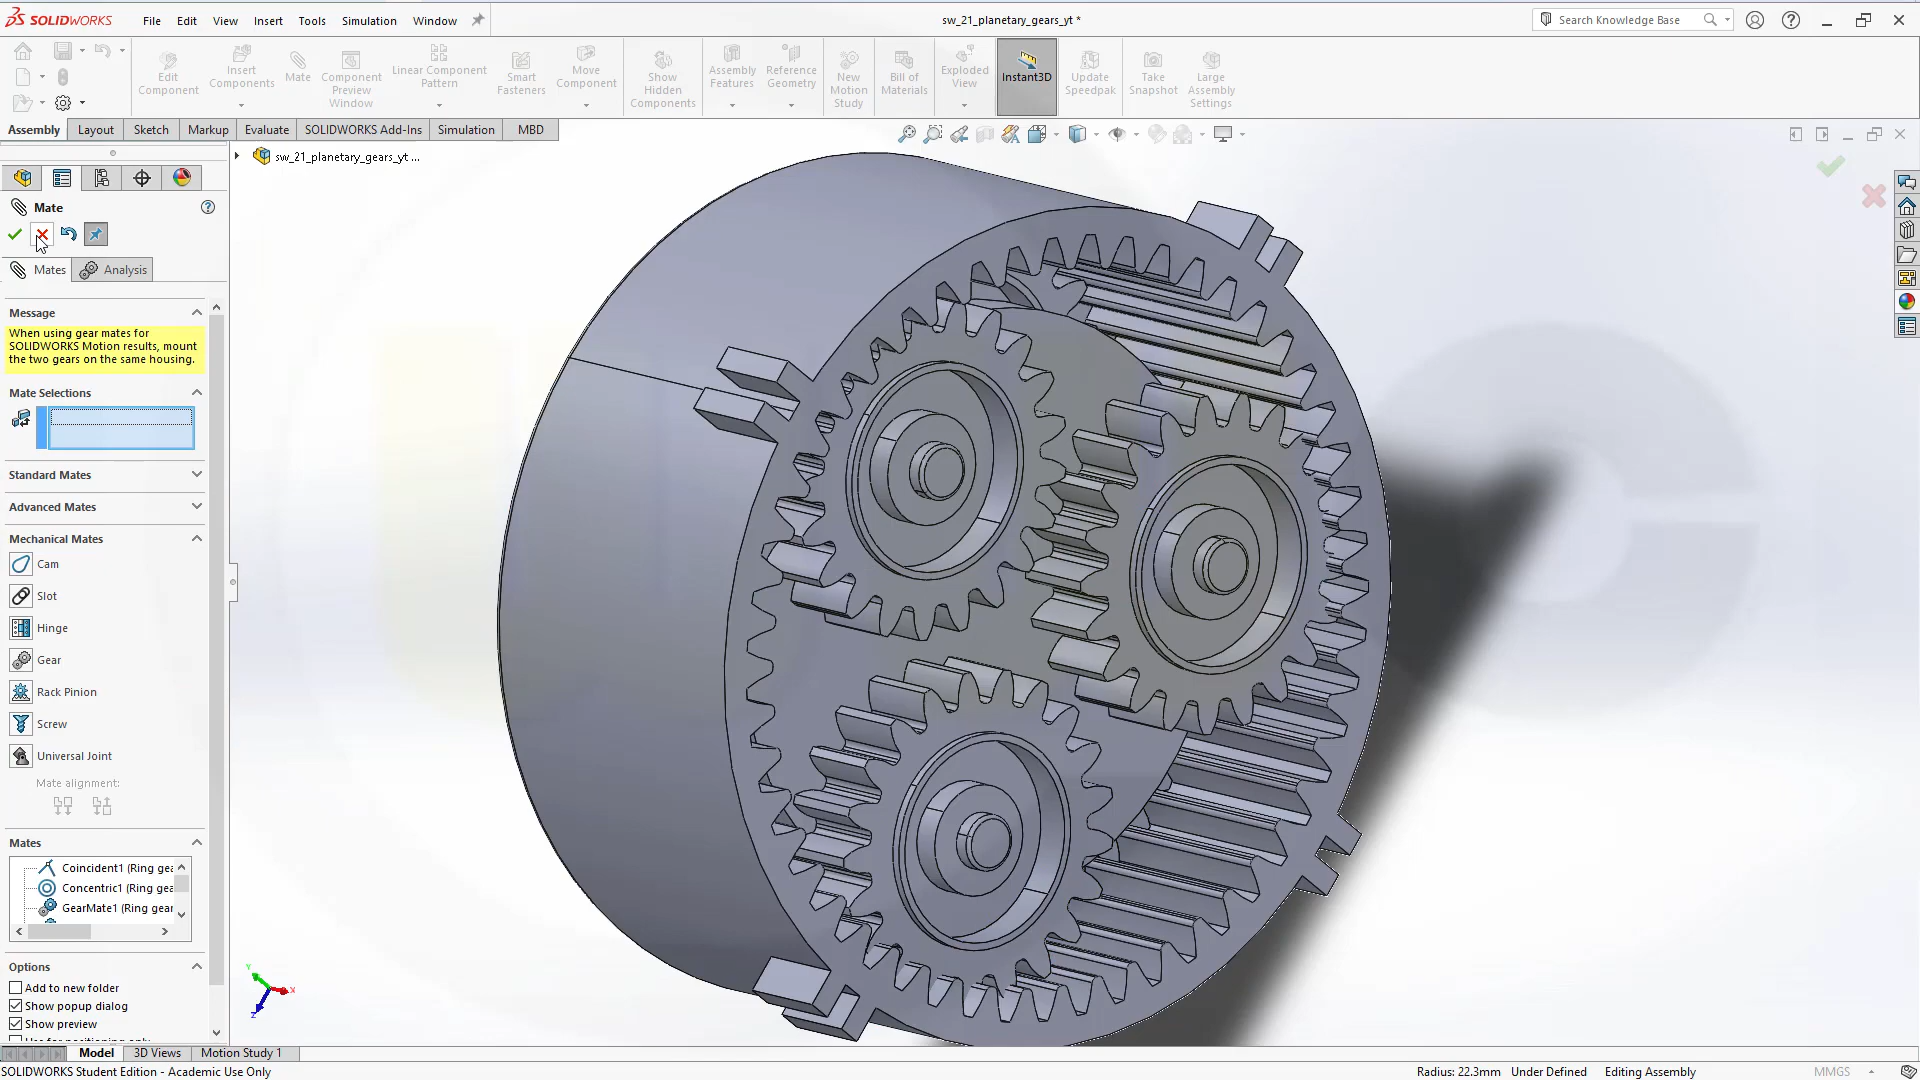 SOLIDWORKS File Edit View Insert Tools Simulation Window sw_21_planetary_gears_yt * Search Knowledge Base
Edit Component
Insert Components
Mate
Component Preview Window
Linear Component Pattern
Smart Fasteners
Move Component
Show Hidden Components
Assembly Features
Reference Geometry
New Motion Study
Bill of Materials
Exploded View
Instant3D
Update Speedpak
Take Snapshot
Large Assembly Settings
Assembly Layout Sketch Markup Evaluate SOLIDWORKS Add-Ins Simulation MBD
sw_21_planetary_gears_yt ...
Mate
Mates Analysis
Message
When using gear mates for
SOLIDWORKS Motion results, mount
the two gears on the same housing.
Mate Selections
Standard Mates
Advanced Mates
Mechanical Mates
Cam
Slot
Hinge
Gear
Rack Pinion
Screw
Universal Joint
Mate alignment:
Mates
Coincident1 (Ring gea
Concentric1 (Ring gea
GearMate1 (Ring gear
Options
Add to new folder
Show popup dialog
Show preview
Y
X
Z
Model 3D Views Motion Study 1
SOLIDWORKS Student Edition - Academic Use Only Radius: 22.3mm Under Defined Editing Assembly MMGS